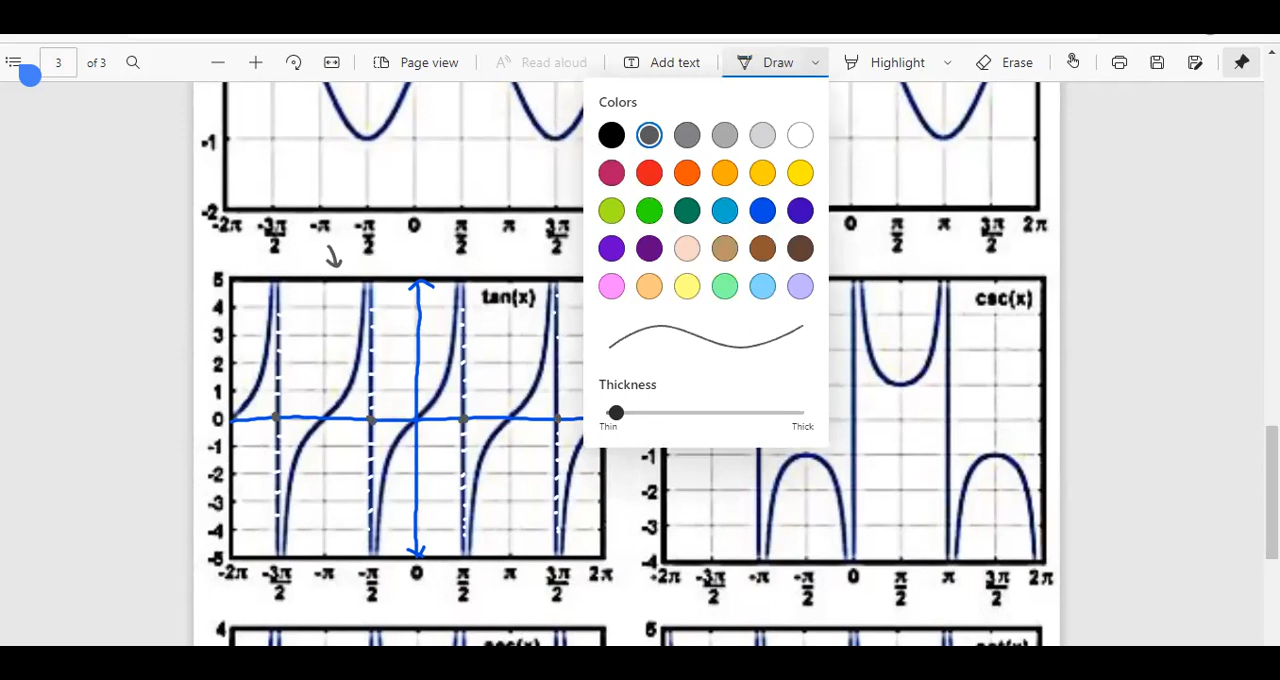 3 of 3 Page view Read aloud Add text Draw Highlight Erase
Colors
-1
-2
-2π -3π/2 -π -π/2 0 π/2 π 3π/2
0 π/2 π 3π/2 2π
tan(x)
5
4
3
2
1
0
-1
-2
-3
-4
-5
-2π -3π/2 -π -π/2 0 π/2 π 3π/2 2π
Thickness
Thin Thick
csc(x)
-1
-2
-3
-4
-2π -3π/2 -π -π/2 0 π/2 π 3π/2 2π
4
5